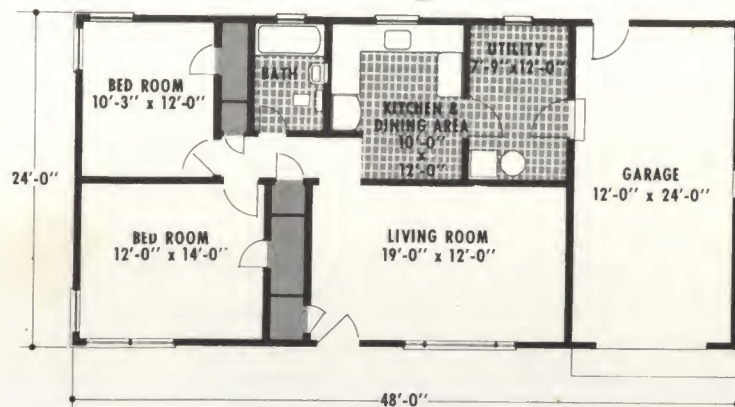 BED ROOM
10'-3" x 12'-0"
BATH
UTILITY
7'-9" x12'-0"
KITCHEN &
DINING AREA
10'-0"
x
12'-0"
GARAGE
12'-0" x 24'-0"
24'-0"
BED ROOM
12'-0" x 14'-0"
LIVING ROOM
19'-0" x 12'-0"
48'-0"